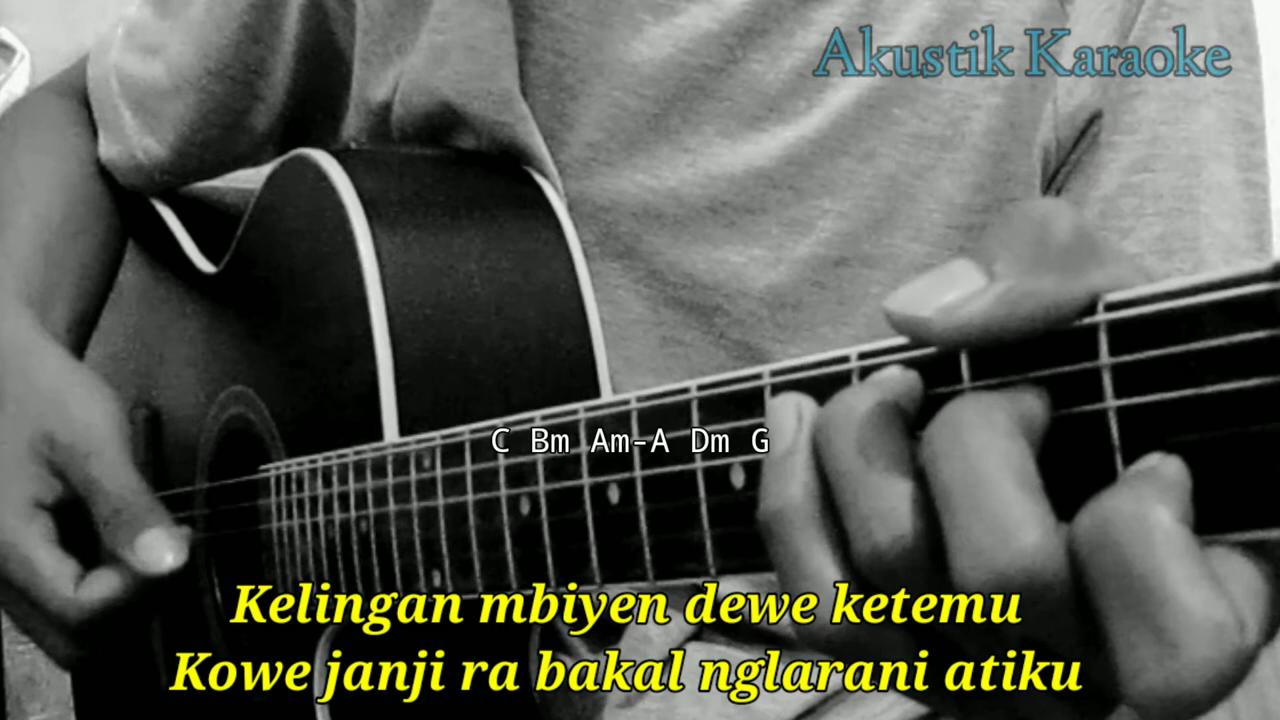 Akustik Karaoke
C Bm Am-A Dm G
Kelingan mbiyen dewe ketemu
Kowe janji ra bakal nglarani atiku